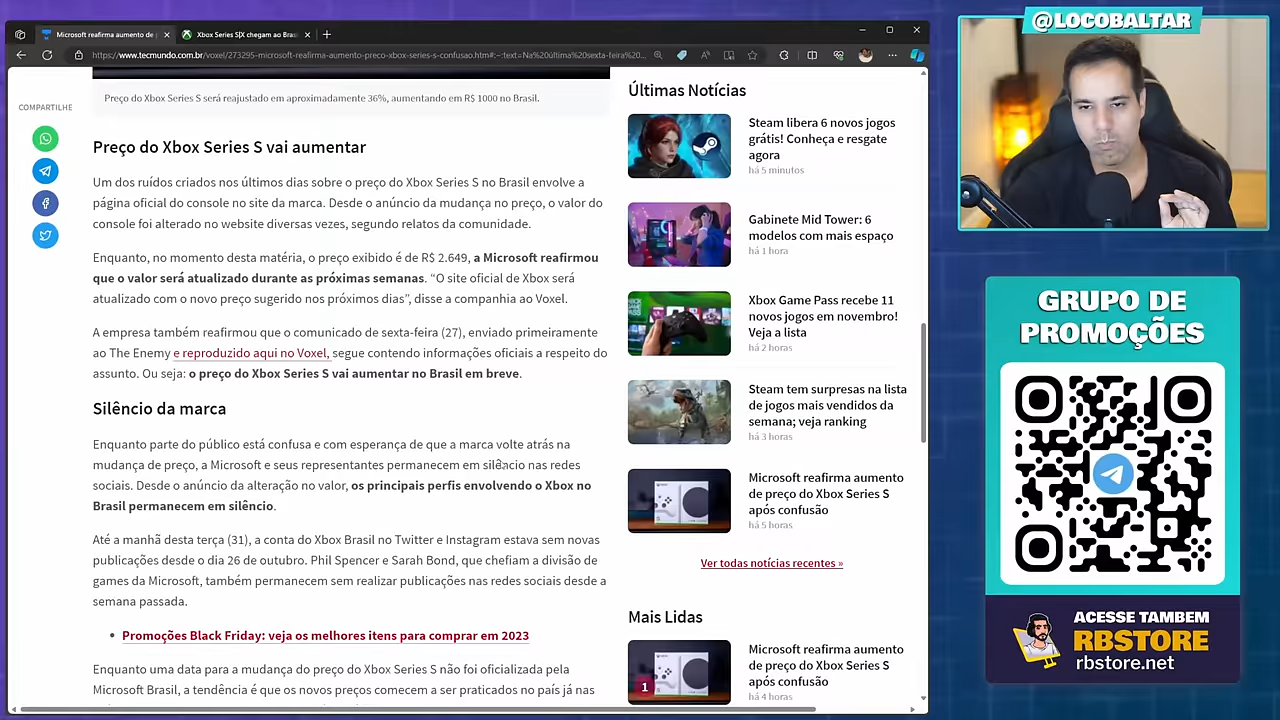 @LOCOBALTAR
Microsoft reafirma aumento de
Xbox Series S|X chegam ao Brasi
https://www.tecmundo.com.br/voxel/273295-microsoft-reafirma-aumento-preco-xbox-series-s-confusao.htm#:~:text=Na%20última%20sexta-feira%20...
COMPARTILHE
Preço do Xbox Series S será reajustado em aproximadamente 36%, aumentando em R$ 1000 no Brasil.
Preço do Xbox Series S vai aumentar
Um dos ruídos criados nos últimos dias sobre o preço do Xbox Series S no Brasil envolve a
página oficial do console no site da marca. Desde o anúncio da mudança no preço, o valor do
console foi alterado no website diversas vezes, segundo relatos da comunidade.
Enquanto, no momento desta matéria, o preço exibido é de R$ 2.649, a Microsoft reafirmou
que o valor será atualizado durante as próximas semanas. “O site oficial de Xbox será
atualizado com o novo preço sugerido nos próximos dias”, disse a companhia ao Voxel.
A empresa também reafirmou que o comunicado de sexta-feira (27), enviado primeiramente
ao The Enemy e reproduzido aqui no Voxel, segue contendo informações oficiais a respeito do
assunto. Ou seja: o preço do Xbox Series S vai aumentar no Brasil em breve.
Silêncio da marca
Enquanto parte do público está confusa e com esperança de que a marca volte atrás na
mudança de preço, a Microsoft e seus representantes permanecem em silêacio nas redes
sociais. Desde o anúncio da alteração no valor, os principais perfis envolvendo o Xbox no
Brasil permanecem em silêncio.
Até a manhã desta terça (31), a conta do Xbox Brasil no Twitter e Instagram estava sem novas
publicações desde o dia 26 de outubro. Phil Spencer e Sarah Bond, que chefiam a divisão de
games da Microsoft, também permanecem sem realizar publicações nas redes sociais desde a
semana passada.
• Promoções Black Friday: veja os melhores itens para comprar em 2023
Enquanto uma data para a mudança do preço do Xbox Series S não foi oficializada pela
Microsoft Brasil, a tendência é que os novos preços comecem a ser praticados no país já nas
Últimas Notícias
Steam libera 6 novos jogos
grátis! Conheça e resgate
agora
há 5 minutos
Gabinete Mid Tower: 6
modelos com mais espaço
há 1 hora
Xbox Game Pass recebe 11
novos jogos em novembro!
Veja a lista
há 2 horas
Steam tem surpresas na lista
de jogos mais vendidos da
semana; veja ranking
há 3 horas
Microsoft reafirma aumento
de preço do Xbox Series S
após confusão
há 5 horas
Ver todas notícias recentes »
Mais Lidas
1
Microsoft reafirma aumento
de preço do Xbox Series S
após confusão
há 4 horas
GRUPO DE
PROMOÇÕES
ACESSE TAMBEM
RBSTORE
rbstore.net